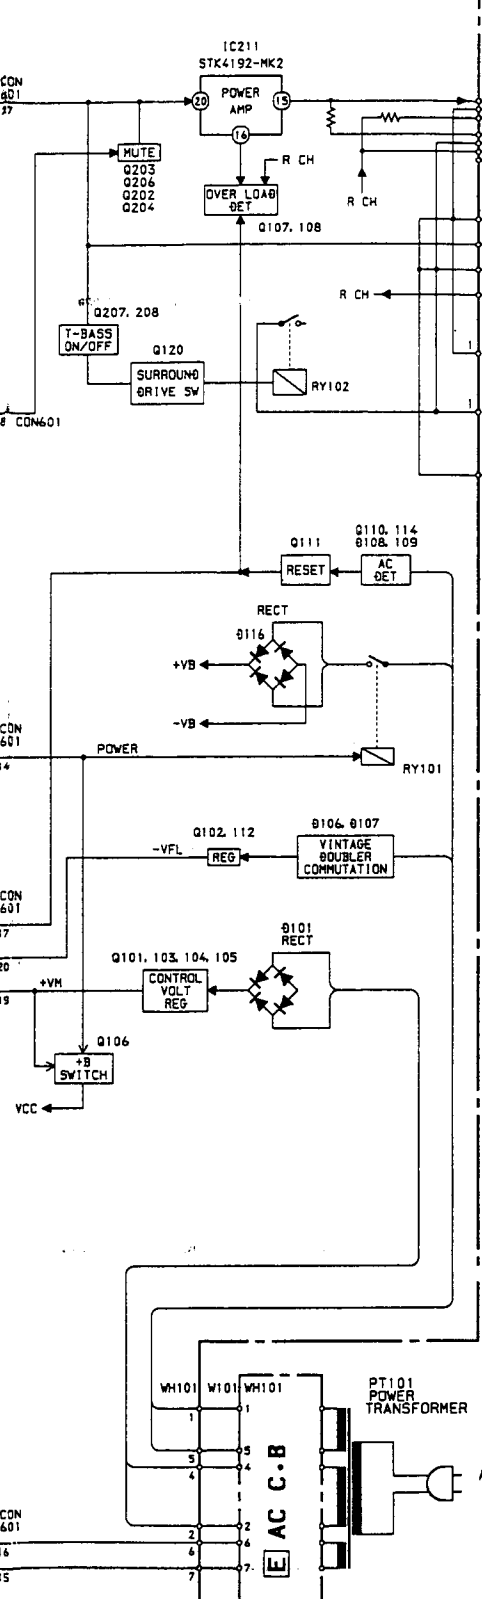 IC211
STK4192-MK2
CON
601
27
20
POWER
AMP
15
16
MUTE
Q203
Q206
Q202
Q204
R CH
R CH
OVER LOAD
DET
Q107, 108
R CH
Q207, 208
T-BASS
ON/OFF
Q120
SURROUND
DRIVE SW
RY102
1
1
8 CON601
Q110, 114
D108, 109
Q111
RESET
AC
DET
RECT
D116
+VB
-VB
CON
601
14
POWER
RY101
Q102, 112
D106, D107
-VFL
REG
VINTAGE
DOUBLER
COMMUTATION
CON
601
17
20
19
D101
RECT
Q101, 103, 104, 105
+VM
CONTROL
VOLT
REG
Q106
+B
SWITCH
VCC
WH101 W101 WH101
PT101
POWER
TRANSFORMER
1
1
5
5
4
4
2
2
6
6
7
7
E AC C·B
CON
601
16
15